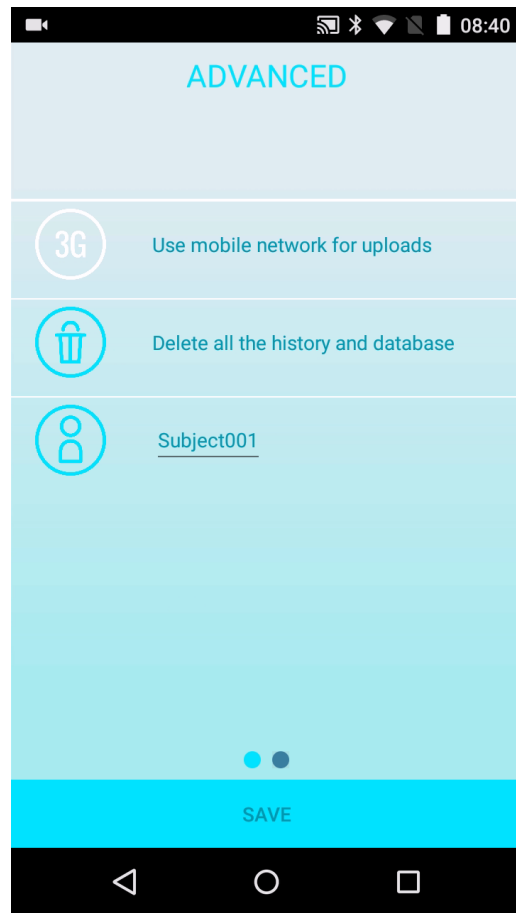 08:40
ADVANCED
3G
Use mobile network for uploads
Delete all the history and database
Subject001
SAVE